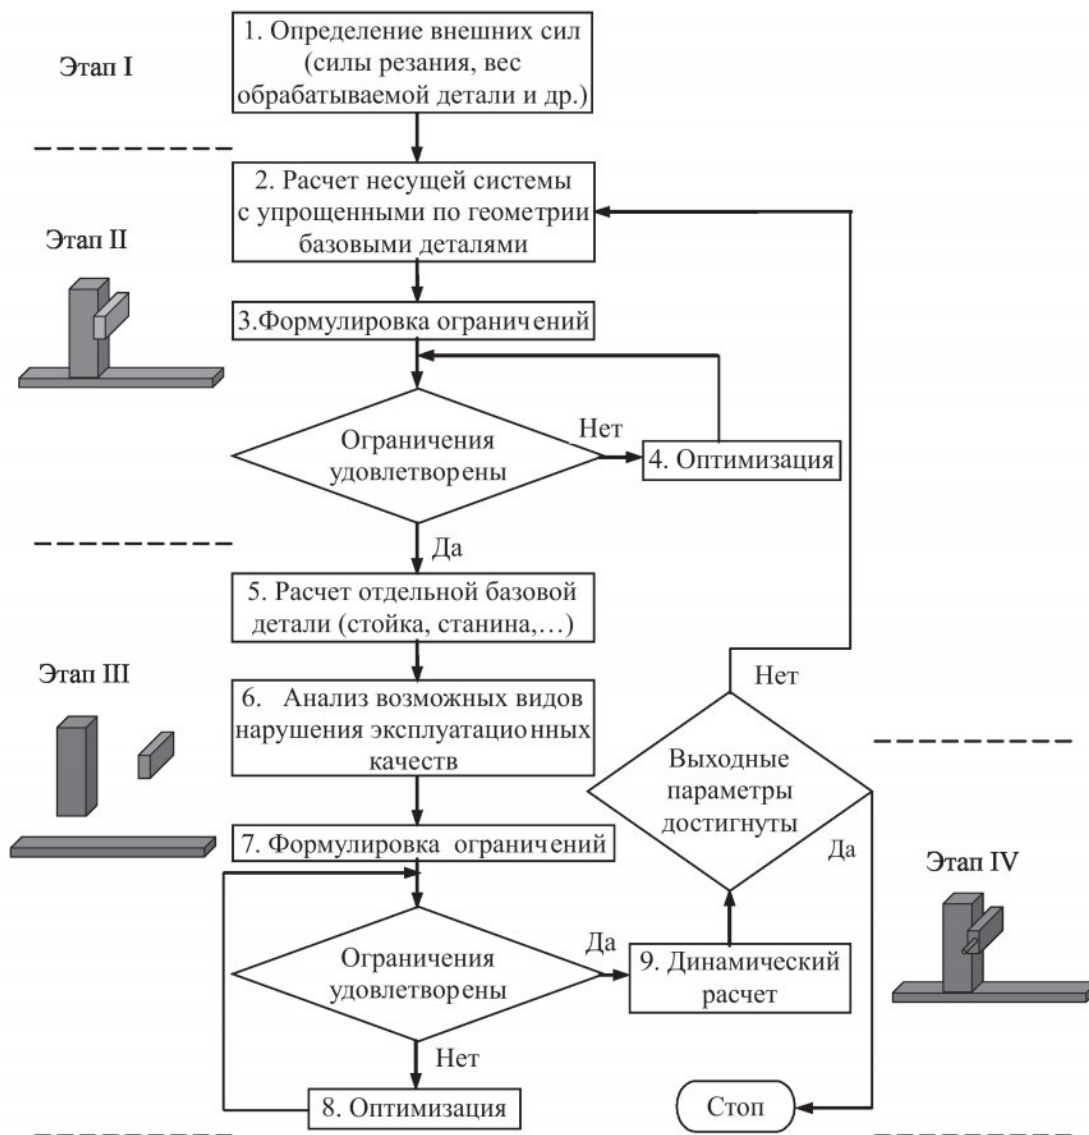 Этап I
1. Определение внешних сил
(силы резания, вес
обрабатываемой детали и др.)
Этап II
2. Расчет несущей системы
с упрощенными по геометрии
базовыми деталями
3.Формулировка ограничений
Ограничения
удовлетворены
Нет
4. Оптимизация
Да
Этап III
5. Расчет отдельной базовой
детали (стойка, станина,...)
6. Анализ возможных видов
нарушения эксплуатационных
качеств
7. Формулировка ограничений
Ограничения
удовлетворены
Нет
8. Оптимизация
Да
9. Динамический
расчет
Выходные
параметры
достигнуты
Нет
Да
Этап IV
Стоп